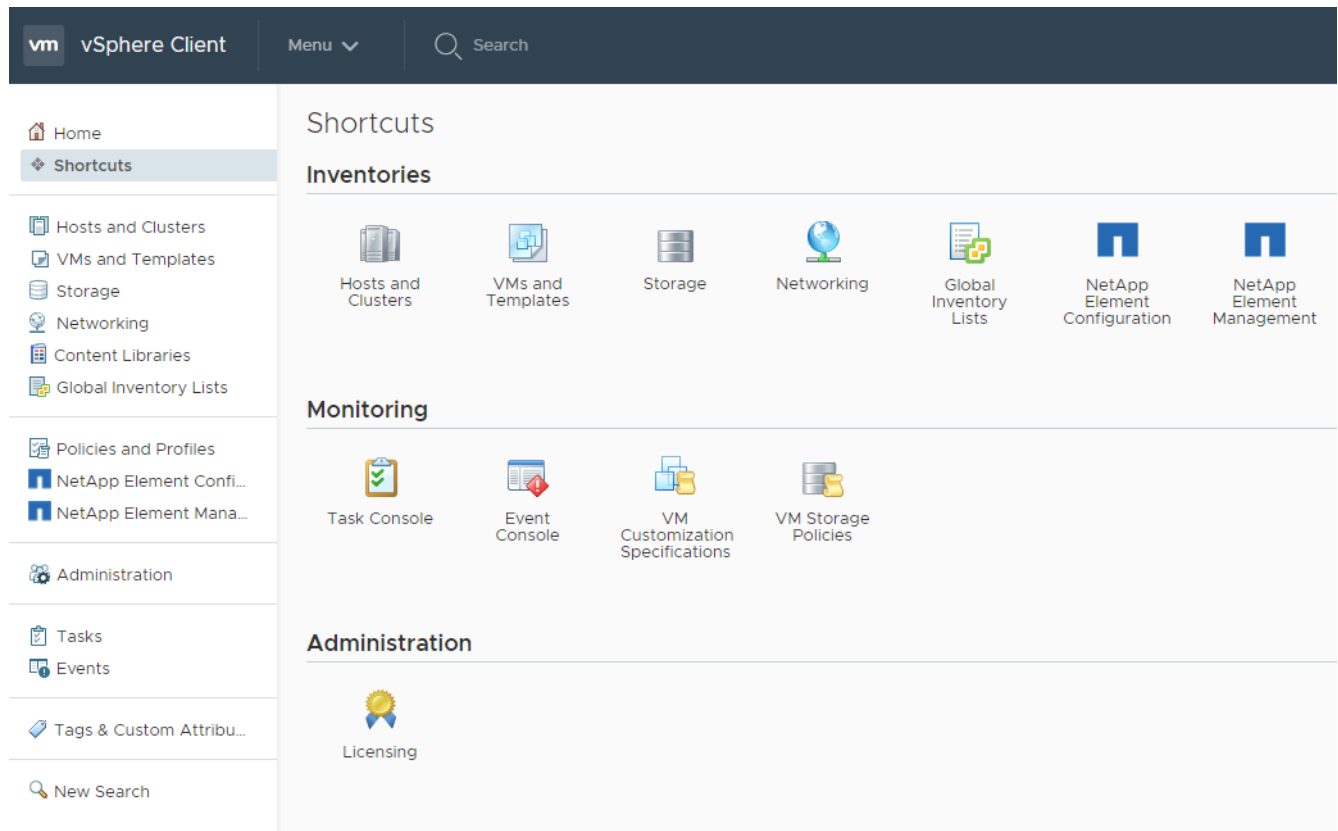 vm vSphere Client Menu Search
Home
Shortcuts
Hosts and Clusters
VMs and Templates
Storage
Networking
Content Libraries
Global Inventory Lists
Policies and Profiles
NetApp Element Confi...
NetApp Element Mana...
Administration
Tasks
Events
Tags & Custom Attribu...
New Search
Shortcuts
Inventories
Hosts and
Clusters
VMs and
Templates
Storage
Networking
Global
Inventory
Lists
NetApp
Element
Configuration
NetApp
Element
Management
Monitoring
Task Console
Event
Console
VM
Customization
Specifications
VM Storage
Policies
Administration
Licensing